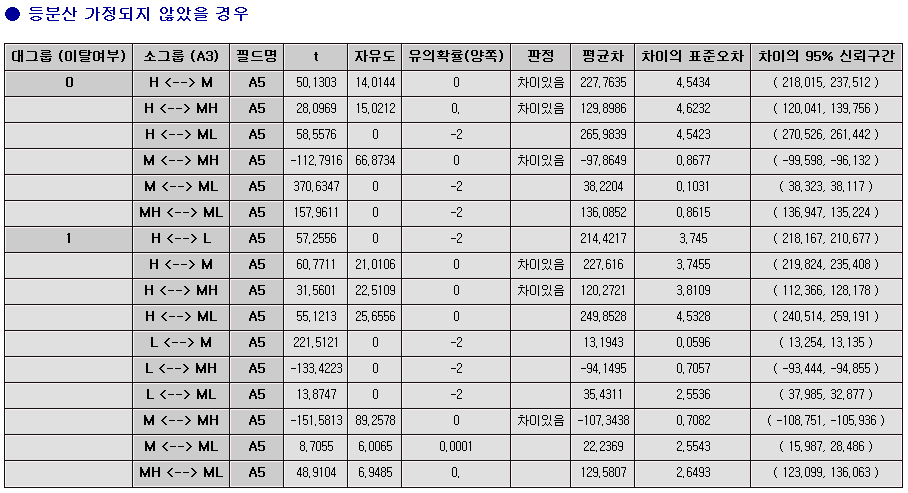 ● 등분산 가정되지 않았을 경우
대그룹 (이탈여부) 소그룹 (A3) 필드명 t 자유도 유의확률(양쪽) 판정 평균차 차이의 표준오차 차이의 95% 신뢰구간
0 H <--> M A5 50,1303 14,0144 0 차이있음 227,7635 4,5434 ( 218,015, 237,512 )
H <--> MH A5 28,0969 15,0212 0, 차이있음 129,8986 4,6232 ( 120,041, 139,756 )
H <--> ML A5 58,5576 0 -2 265,9839 4,5423 ( 270,526, 261,442 )
M <--> MH A5 -112,7916 66,8734 0 차이있음 -97,8649 0,8677 ( -99,598, -96,132 )
M <--> ML A5 370,6347 0 -2 38,2204 0,1031 ( 38,323, 38,117 )
MH <--> ML A5 157,9611 0 -2 136,0852 0,8615 ( 136,947, 135,224 )
1 H <--> L A5 57,2556 0 -2 214,4217 3,745 ( 218,167, 210,677 )
H <--> M A5 60,7711 21,0106 0 차이있음 227,616 3,7455 ( 219,824, 235,408 )
H <--> MH A5 31,5601 22,5109 0 차이있음 120,2721 3,8109 ( 112,366, 128,178 )
H <--> ML A5 55,1213 25,6556 0 249,8528 4,5328 ( 240,514, 259,191 )
L <--> M A5 221,5121 0 -2 13,1943 0,0596 ( 13,254, 13,135 )
L <--> MH A5 -133,4223 0 -2 -94,1495 0,7057 ( -93,444, -94,855 )
L <--> ML A5 13,8747 0 -2 35,4311 2,5536 ( 37,985, 32,877 )
M <--> MH A5 -151,5813 89,2578 0 차이있음 -107,3438 0,7082 ( -108,751, -105,936 )
M <--> ML A5 8,7055 6,0065 0,0001 22,2369 2,5543 ( 15,987, 28,486 )
MH <--> ML A5 48,9104 6,9485 0, 129,5807 2,6493 ( 123,099, 136,063 )